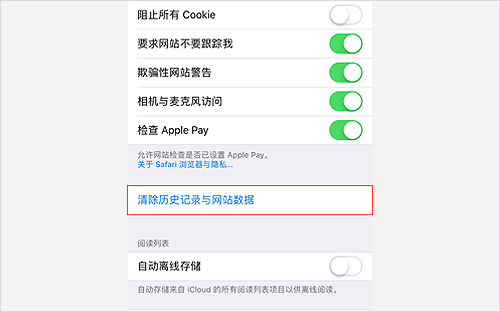 阻止所有 Cookie
要求网站不要跟踪我
欺骗性网站警告
相机与麦克风访问
检查 Apple Pay
允许网站检查是否已设置 Apple Pay。
关于 Safari 浏览器与隐私...
清除历史记录与网站数据
阅读列表
自动离线存储
自动存储来自 iCloud 的所有阅读列表项目以供离线阅读。